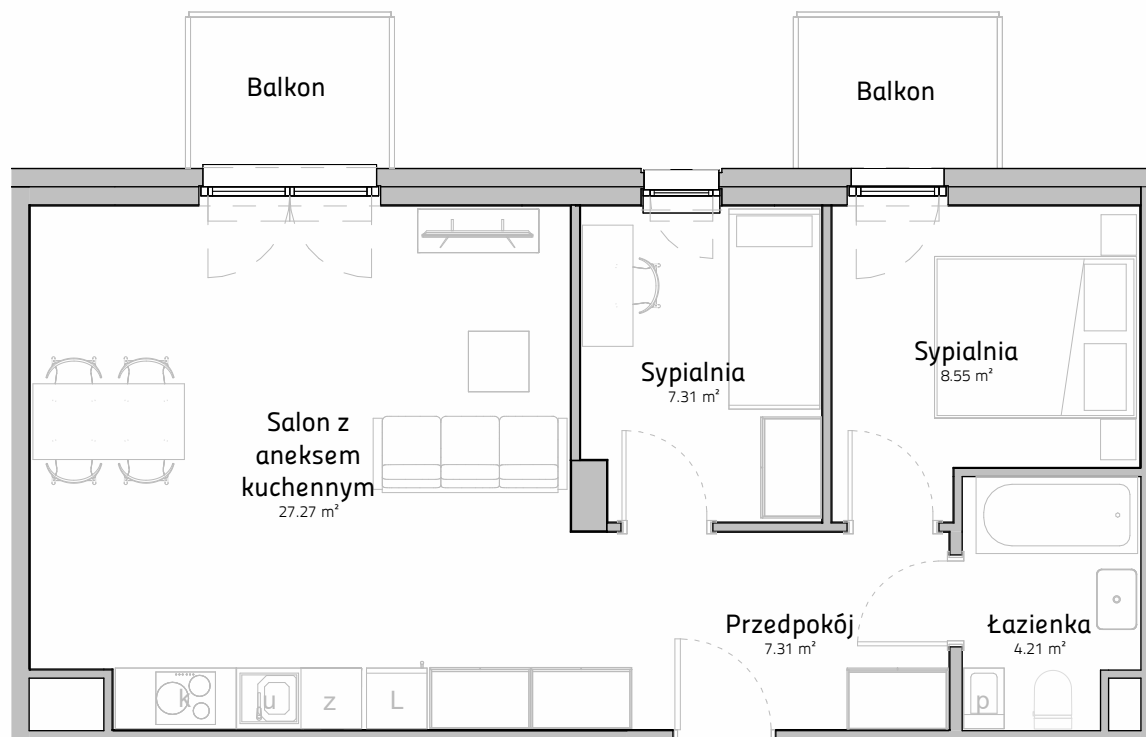 Balkon
Balkon
Sypialnia
8.55 m²
Sypialnia
7.31 m²
Salon z
aneksem
kuchennym
27.27 m²
Przedpokój
7.31 m²
Łazienka
4.21 m²
k
u
z
L
p